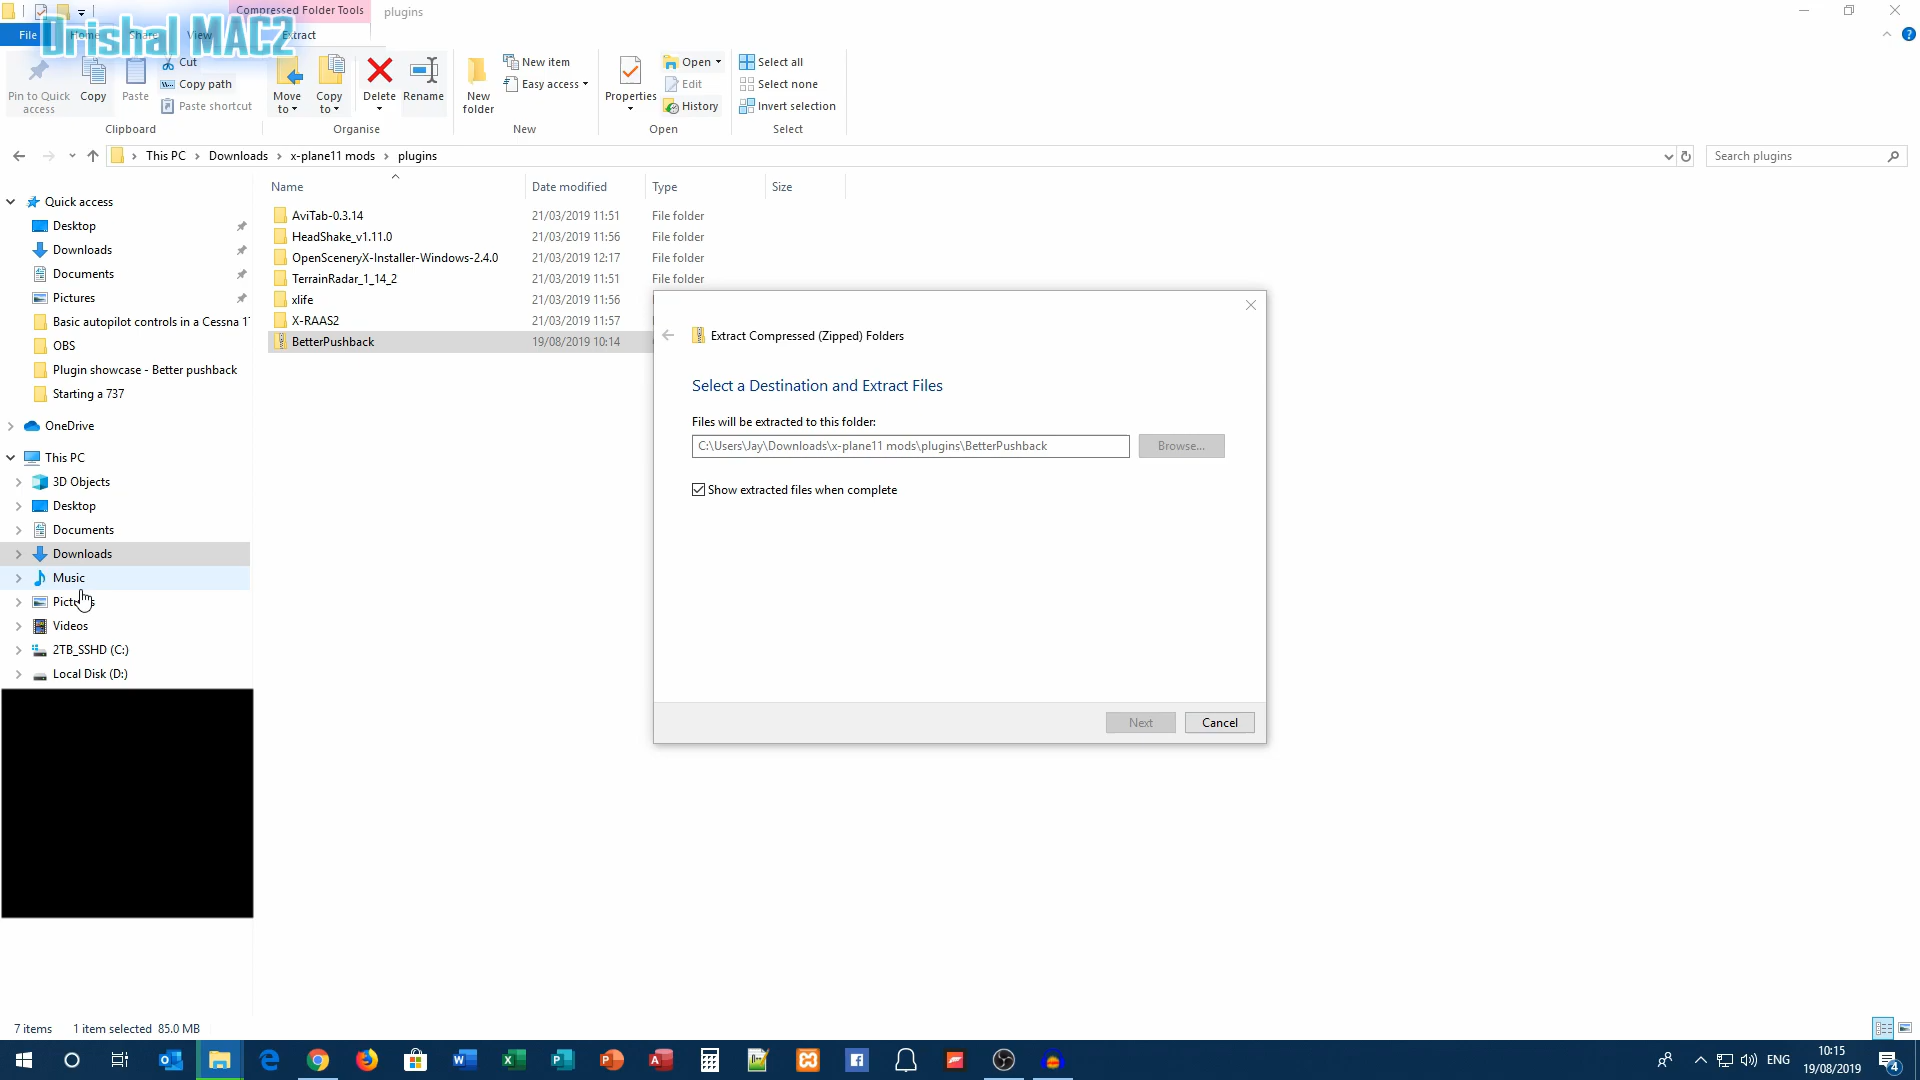 Compressed Folder Tools
plugins
File
Home
Share
View
Extract
Drishal MAC2
Pin to Quick access
Copy
Paste
Cut
Copy path
Paste shortcut
Clipboard
Move to
Copy to
Delete
Rename
Organise
New folder
New item
Easy access
New
Properties
Open
Edit
History
Open
Select all
Select none
Invert selection
Select
This PC
Downloads
x-plane11 mods
plugins
Search plugins
Name
Date modified
Type
Size
AviTab-0.3.14 21/03/2019 11:51 File folder
HeadShake_v1.11.0 21/03/2019 11:56 File folder
OpenSceneryX-Installer-Windows-2.4.0 21/03/2019 12:17 File folder
TerrainRadar_1_14_2 21/03/2019 11:51 File folder
xlife 21/03/2019 11:56
X-RAAS2 21/03/2019 11:57
BetterPushback 19/08/2019 10:14
Quick access
Desktop
Downloads
Documents
Pictures
Basic autopilot controls in a Cessna 1
OBS
Plugin showcase - Better pushback
Starting a 737
OneDrive
This PC
3D Objects
Desktop
Documents
Downloads
Music
Pictures
Videos
2TB_SSHD (C:)
Local Disk (D:)
Extract Compressed (Zipped) Folders
Select a Destination and Extract Files
Files will be extracted to this folder:
C:\Users\Jay\Downloads\x-plane11 mods\plugins\BetterPushback
Browse...
Show extracted files when complete
Next
Cancel
7 items
1 item selected 85.0 MB
ENG
10:15
19/08/2019
4